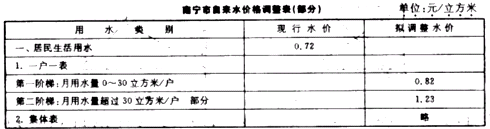 南宁市自来水价格调整表(部分)
单位:元/立方米
用 水 类 别 现 行 水 价 拟 调 整 水 价
一、居民生活用水 0.72
1. 一户一表
第一阶梯:月用水量 0~30 立方米/户 0.82
第二阶梯:月用水量超过 30 立方米/户 部分 1.23
2. 集体表 略